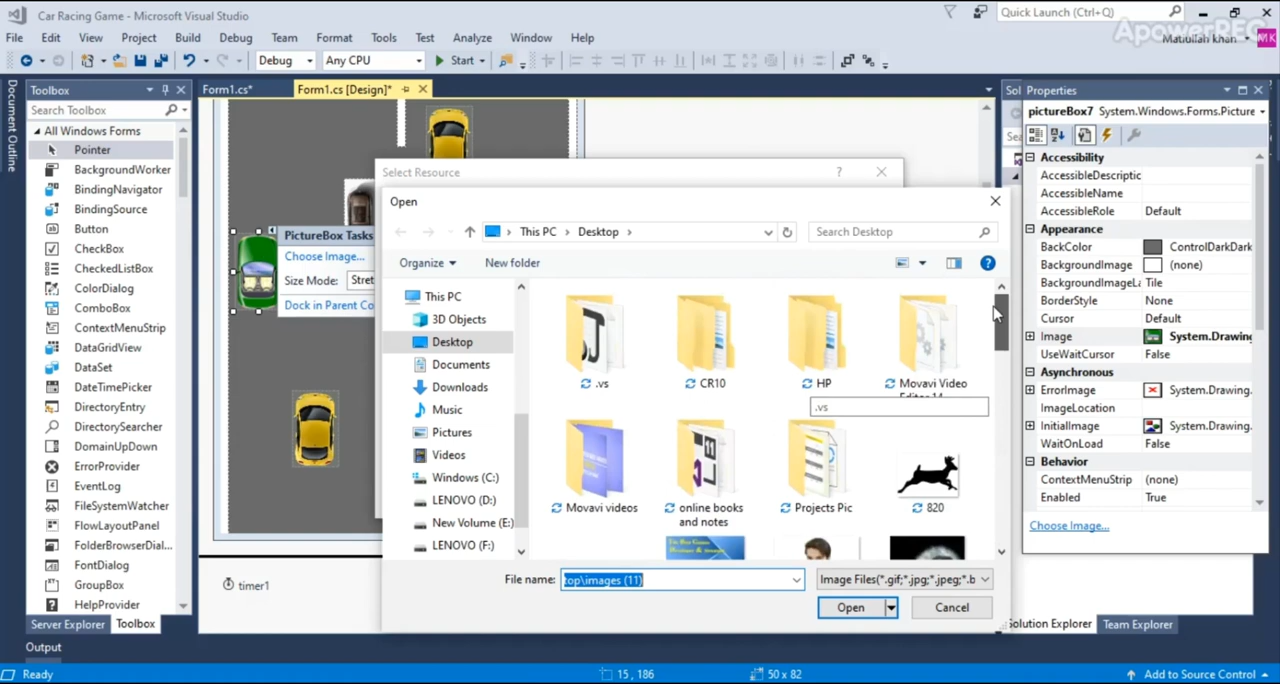 Car Racing Game - Microsoft Visual Studio
Quick Launch (Ctrl+Q)
ApowerREC
File Edit View Project Build Debug Team Format Tools Test Analyze Window Help
Matiullah khan MK
Debug Any CPU Start
Document Outline
Toolbox
Form1.cs* Form1.cs [Design]*
Sol Properties
Search Toolbox
pictureBox7 System.Windows.Forms.Picture
All Windows Forms
Pointer
BackgroundWorker
BindingNavigator
BindingSource
Button
CheckBox
CheckedListBox
ColorDialog
ComboBox
ContextMenuStrip
DataGridView
DataSet
DateTimePicker
DirectoryEntry
DirectorySearcher
DomainUpDown
ErrorProvider
EventLog
FileSystemWatcher
FlowLayoutPanel
FolderBrowserDial...
FontDialog
GroupBox
HelpProvider
Server Explorer Toolbox
Output
PictureBox Tasks
Choose Image...
Size Mode: Stret
Dock in Parent Co
timer1
Select Resource
?
Open
This PC Desktop
Search Desktop
Organize New folder
This PC
3D Objects
Desktop
Documents
Downloads
Music
Pictures
Videos
Windows (C:)
LENOVO (D:)
New Volume (E:)
LENOVO (F:)
.vs CR10 HP Movavi Video
Editor 14
.vs
Movavi videos online books
and notes
Projects Pic 820
File name: top\images (11) Image Files(*.gif;*.jpg;*.jpeg;*.b
Open Cancel
Sea
Accessibility
AccessibleDescriptic
AccessibleName
AccessibleRole Default
Appearance
BackColor ControlDarkDark
BackgroundImage (none)
BackgroundImageLa Tile
BorderStyle None
Cursor Default
Image System.Drawing.
UseWaitCursor False
Asynchronous
ErrorImage System.Drawing.
ImageLocation
InitialImage System.Drawing.
WaitOnLoad False
Behavior
ContextMenuStrip (none)
Enabled True
Choose Image...
Solution Explorer Team Explorer
Ready 15 , 186 50 x 82 Add to Source Control